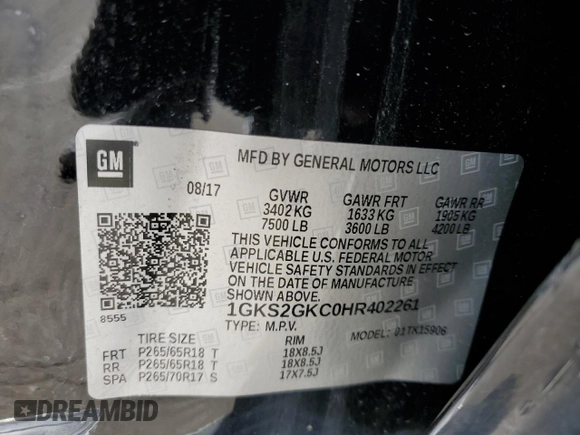 GM
MFD BY GENERAL MOTORS LLC
08/17
GVWR GAWR FRT GAWR RR
3402 KG 1633 KG 1905 KG
7500 LB 3600 LB 4200 LB
THIS VEHICLE CONFORMS TO ALL
APPLICABLE U.S. FEDERAL MOTOR
VEHICLE SAFETY STANDARDS IN EFFECT
ON THE DATE OF MANUFACTURE
SHOWN ABOVE.
1GKS2GKC0HR402261
8555
TYPE: M.P.V. MODEL: 01TK15906
TIRE SIZE RIM
FRT P265/65R18 T 18X8.5J
RR P265/65R18 T 18X8.5J
SPA P265/70R17 S 17X7.5J
DREAMBID